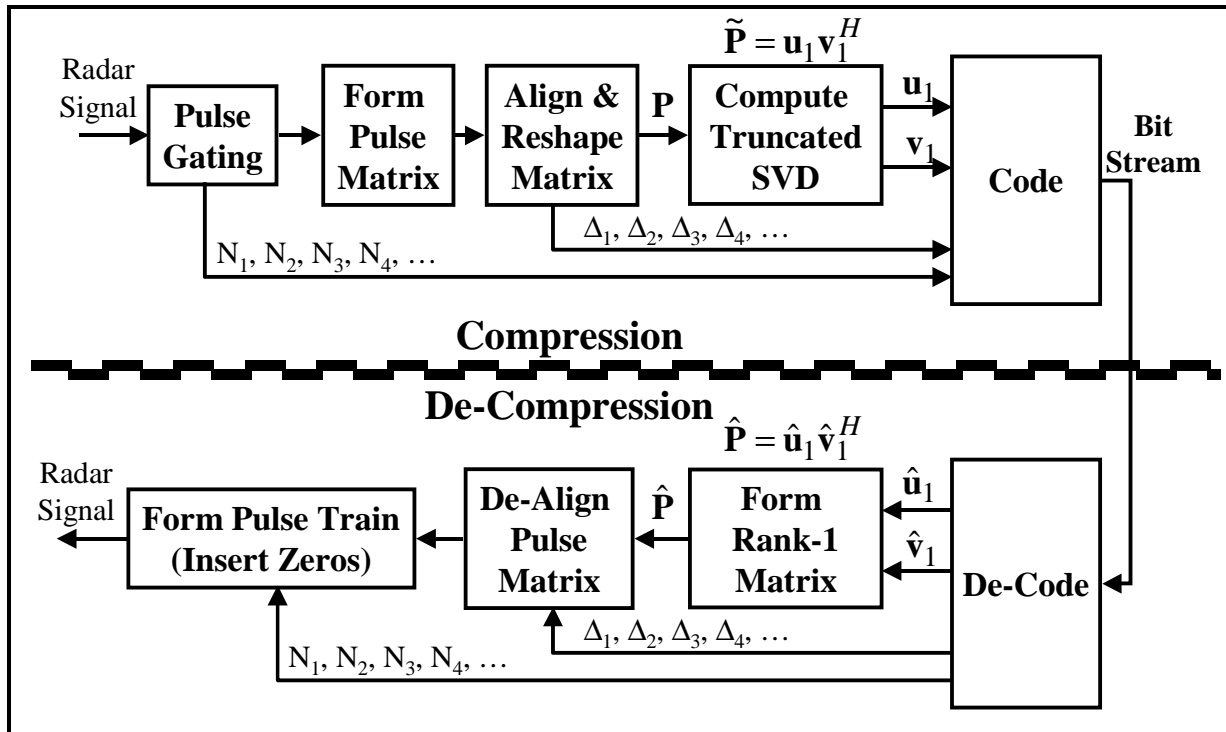 Radar
Signal
Pulse
Gating
Form
Pulse
Matrix
Align &
Reshape
Matrix
P
P̃ = u₁v₁ᴴ
Compute
Truncated
SVD
u₁
v₁
Code
Bit
Stream
Δ₁, Δ₂, Δ₃, Δ₄, …
N₁, N₂, N₃, N₄, …
Compression
De-Compression
Radar
Signal
Form Pulse Train
(Insert Zeros)
De-Align
Pulse
Matrix
P̂
P̂ = û₁v̂₁ᴴ
Form
Rank-1
Matrix
û₁
v̂₁
De-Code
Δ₁, Δ₂, Δ₃, Δ₄, …
N₁, N₂, N₃, N₄, …